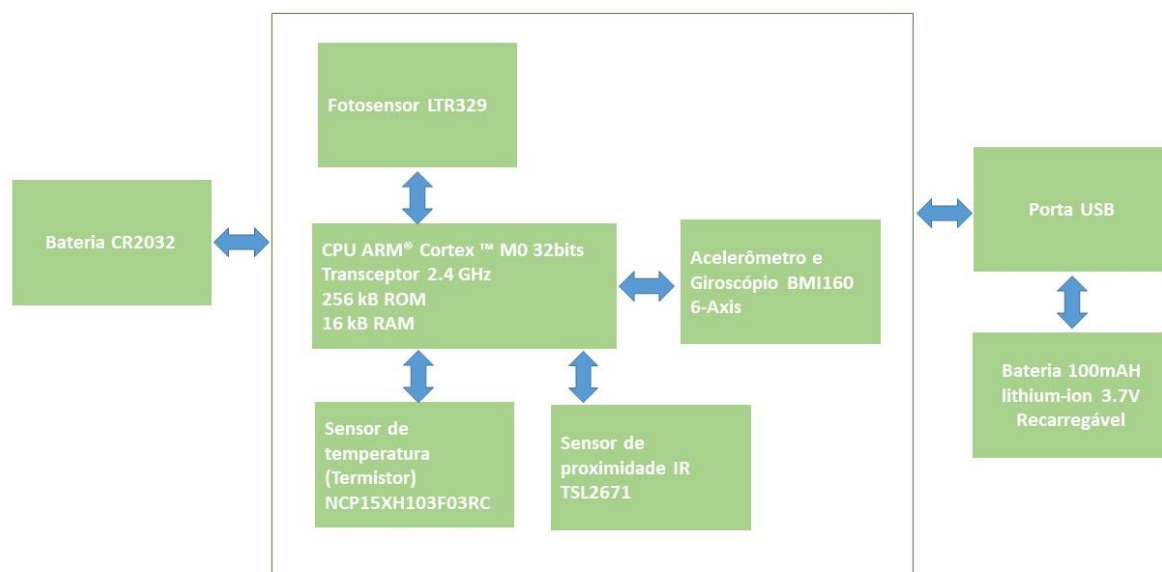 Fotosensor LTR329
Bateria CR2032
CPU ARM® Cortex ™ M0 32bits
Transceptor 2.4 GHz
256 kB ROM
16 kB RAM
Acelerômetro e
Giroscópio BMI160
6-Axis
Porta USB
Sensor de
temperatura
(Termistor)
NCP15XH103F03RC
Sensor de
proximidade IR
TSL2671
Bateria 100mAH
lithium-ion 3.7V
Recarregável